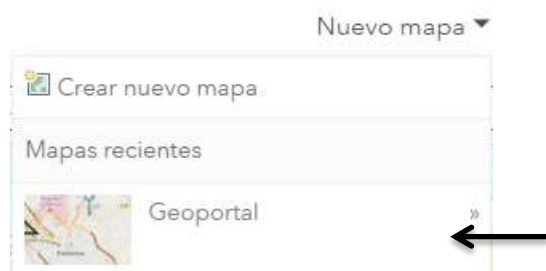 Nuevo mapa
Crear nuevo mapa
Mapas recientes
Geoportal »